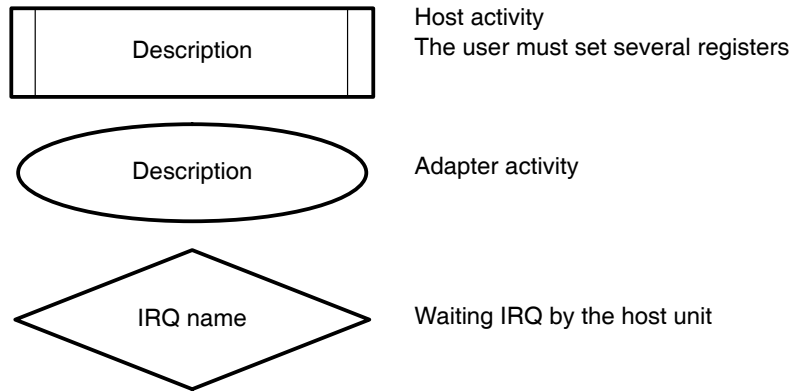 Description
Host activity
The user must set several registers
Description
Adapter activity
IRQ name
Waiting IRQ by the host unit